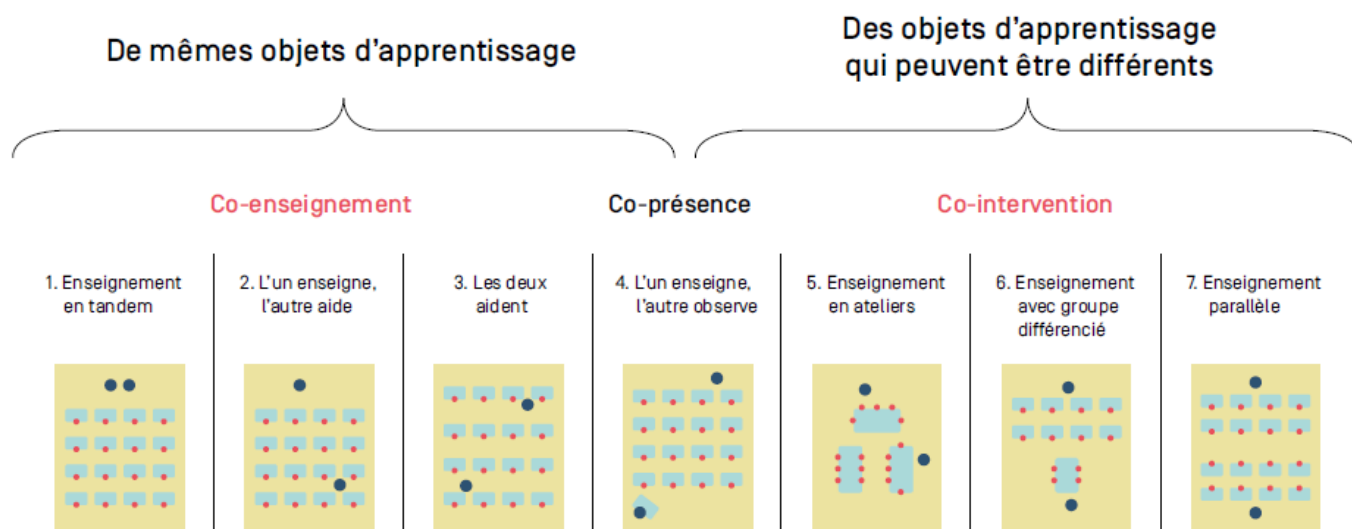 De mêmes objets d'apprentissage
Des objets d'apprentissage
qui peuvent être différents
Co-enseignement
Co-présence
Co-intervention
1. Enseignement
en tandem
2. L'un enseigne,
l'autre aide
3. Les deux
aident
4. L'un enseigne,
l'autre observe
5. Enseignement
en ateliers
6. Enseignement
avec groupe
différencié
7. Enseignement
parallèle